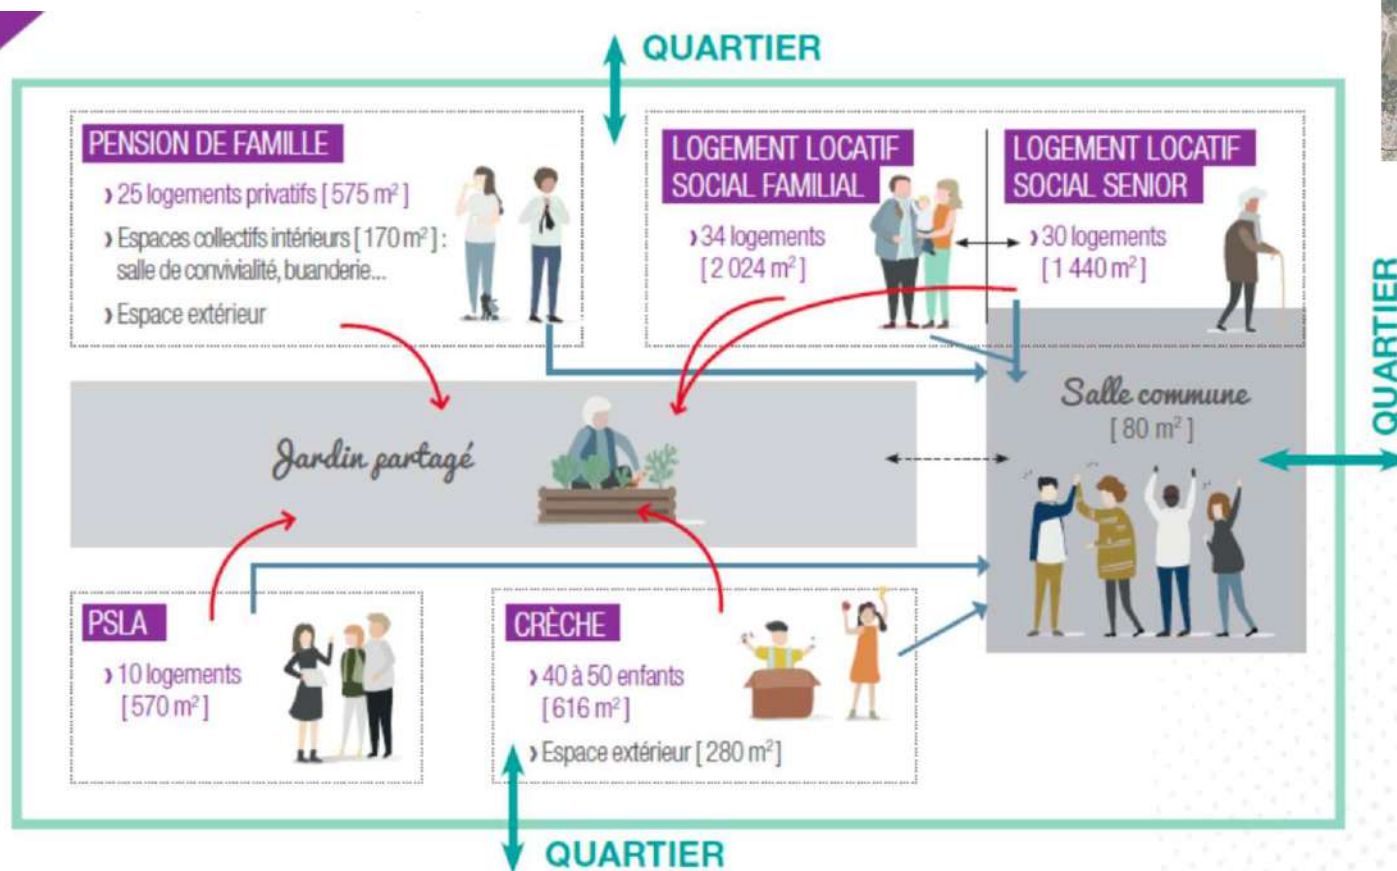 QUARTIER
PENSION DE FAMILLE
› 25 logements privatifs [ 575 m² ]
› Espaces collectifs intérieurs [ 170 m² ] :
salle de convivialité, buanderie...
› Espace extérieur
LOGEMENT LOCATIF
SOCIAL FAMILIAL
› 34 logements
[ 2 024 m² ]
LOGEMENT LOCATIF
SOCIAL SENIOR
› 30 logements
[ 1 440 m² ]
QUARTIER
Jardin partagé
Salle commune
[ 80 m² ]
PSLA
› 10 logements
[ 570 m² ]
CRÈCHE
› 40 à 50 enfants
[ 616 m² ]
› Espace extérieur [ 280 m² ]
QUARTIER